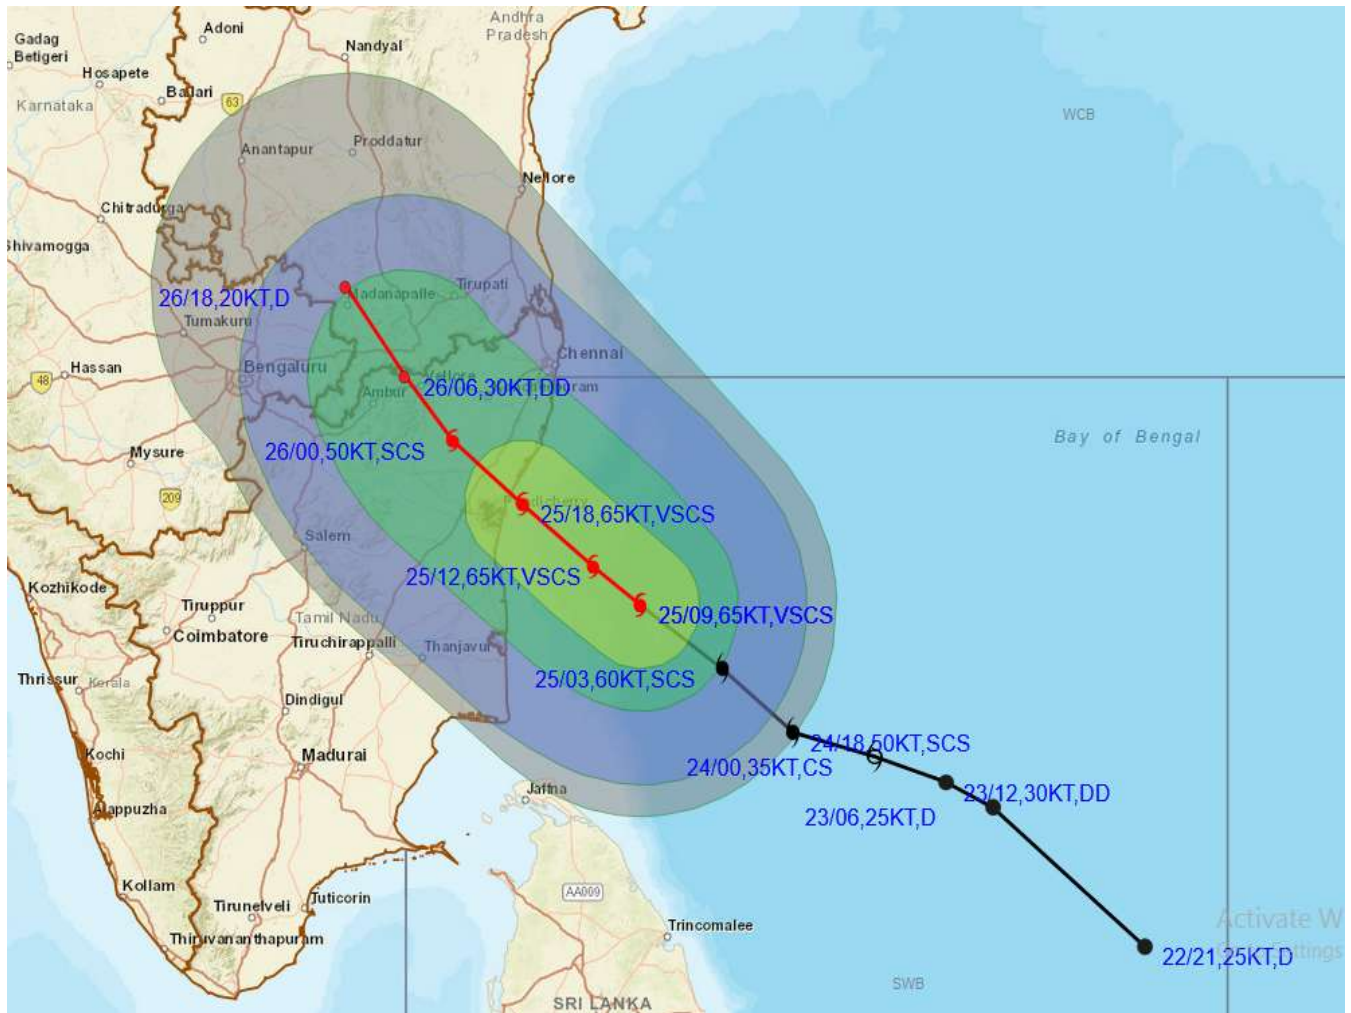 Andhra
Pradesh
Adoni
Gadag
Betigeri
Nandyal
Hosapete
Ballari
Karnataka
63
WCB
Proddatur
Anantapur
Nellore
Chitradurga
Shivamogga
Tirupati
Madanapalle
26/18,20KT,D
Tumakuru
Chennai
Hassan
Bengaluru
Vellore
48
26/06,30KT,DD
Ambur
Bay of Bengal
26/00,50KT,SCS
Mysure
209
25/18,65KT,VSCS
Salem
25/12,65KT,VSCS
Kozhikode
Tiruppur
25/09,65KT,VSCS
Tamil Nadu
Coimbatore
Tiruchirappalli
Thanjavur
Thrissur
Kerala
25/03,60KT,SCS
Dindigul
24/18,50KT,SCS
Kochi
Madurai
24/00,35KT,CS
Jaffna
23/12,30KT,DD
Alappuzha
23/06,25KT,D
Kollam
AA009
Tuticorin
Tirunelveli
Activate W
Trincomalee
Thiruvananthapuram
Settings
22/21,25KT,D
SWB
SRI LANKA